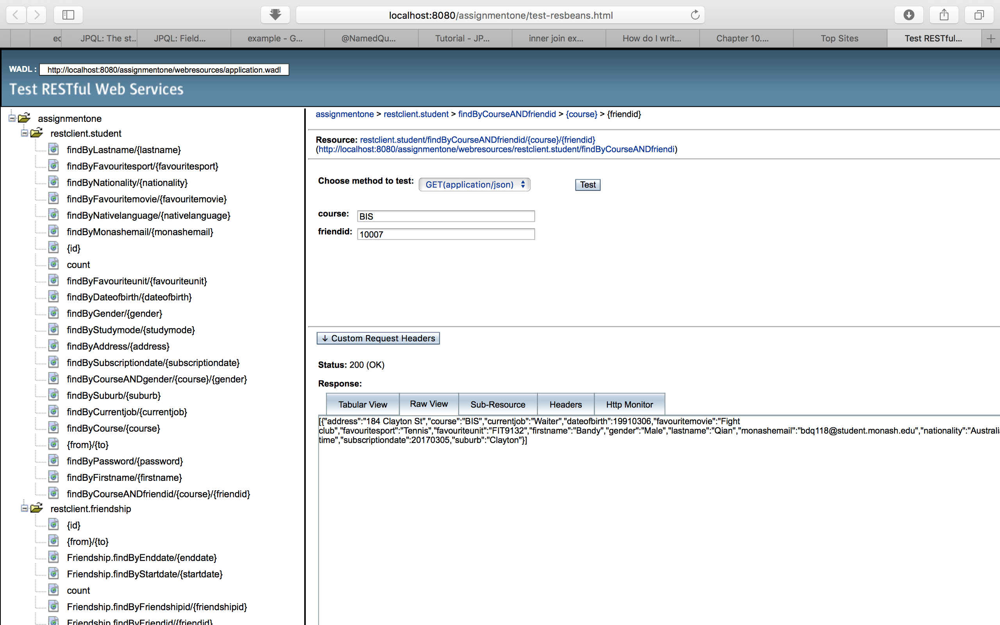 localhost:8080/assignmentone/test-resbeans.html
JPQL: The st... JPQL: Field... example - G... @NamedQu... Tutorial - JP... inner join ex... How do I writ... Chapter 10.... Top Sites Test RESTful...
WADL : http://localhost:8080/assignmentone/webresources/application.wadl
Test RESTful Web Services
assignmentone
restclient.student
findByLastname/{lastname}
findByFavouritesport/{favouritesport}
findByNationality/{nationality}
findByFavouritemovie/{favouritemovie}
findByNativelanguage/{nativelanguage}
findByMonashemail/{monashemail}
{id}
count
findByFavouriteunit/{favouriteunit}
findByDateofbirth/{dateofbirth}
findByGender/{gender}
findByStudymode/{studymode}
findByAddress/{address}
findBySubscriptiondate/{subscriptiondate}
findByCourseANDgender/{course}/{gender}
findBySuburb/{suburb}
findByCurrentjob/{currentjob}
findByCourse/{course}
{from}/{to}
findByPassword/{password}
findByFirstname/{firstname}
findByCourseANDfriendid/{course}/{friendid}
restclient.friendship
{id}
{from}/{to}
Friendship.findByEnddate/{enddate}
Friendship.findByStartdate/{startdate}
count
Friendship.findByFriendshipid/{friendshipid}
Friendship.findByFriendid/{friendid}
assignmentone > restclient.student > findByCourseANDfriendid > {course} > {friendid}
Resource: restclient.student/findByCourseANDfriendid/{course}/{friendid}
(http://localhost:8080/assignmentone/webresources/restclient.student/findByCourseANDfriendi)
Choose method to test: GET(application/json) Test
course: BIS
friendid: 10007
↓ Custom Request Headers
Status: 200 (OK)
Response:
Tabular View Raw View Sub-Resource Headers Http Monitor
[{"address":"184 Clayton St","course":"BIS","currentjob":"Waiter","dateofbirth":19910306,"favouritemovie":"Fight
club","favouritesport":"Tennis","favouriteunit":"FIT9132","firstname":"Bandy","gender":"Male","lastname":"Qian","monashemail":"bdq118@student.monash.edu","nationality":"Australi
time","subscriptiondate":20170305,"suburb":"Clayton"}]